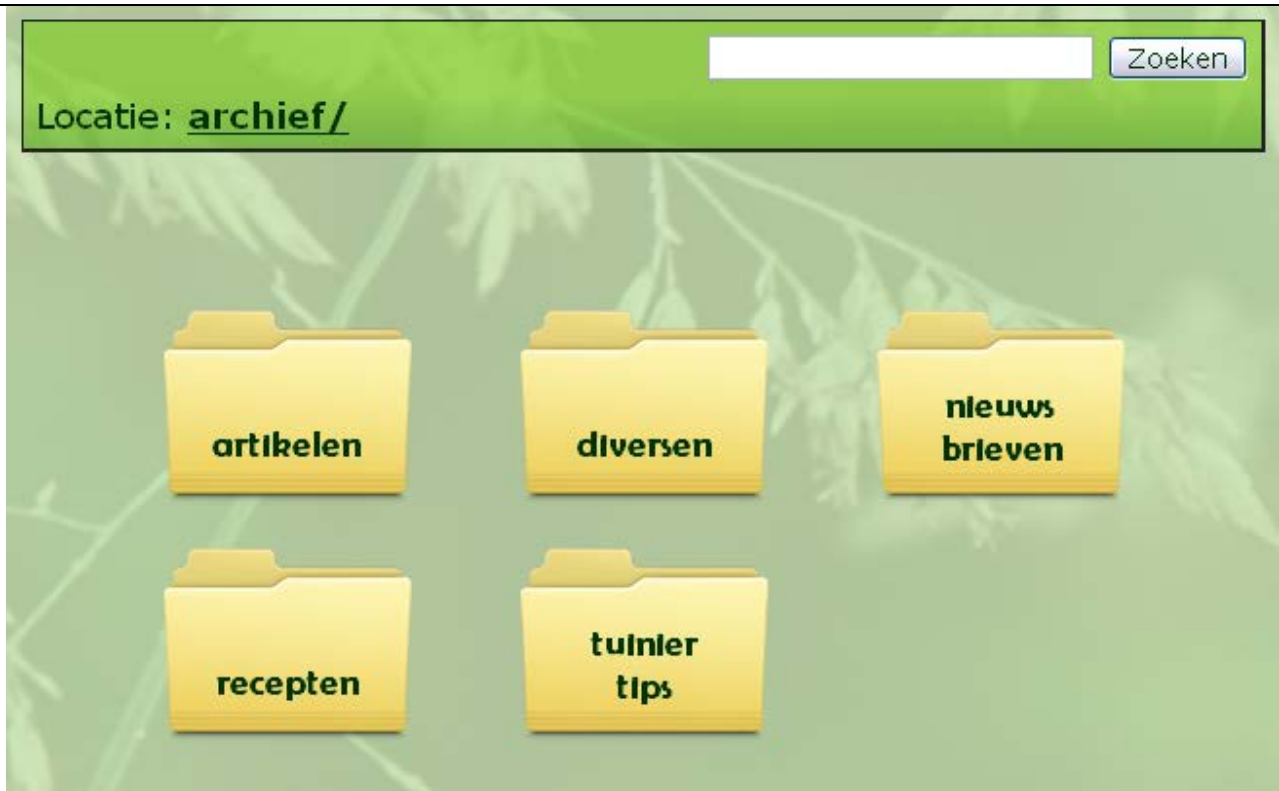 Zoeken
Locatie: archief/
artikelen
diversen
nieuws
brieven
recepten
tuinier
tips